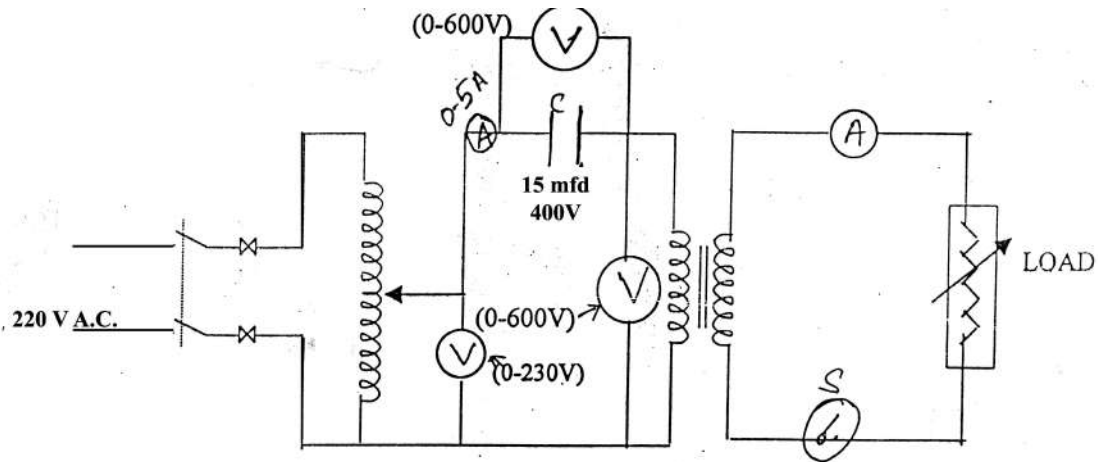 (0-600V)
V
0-5A
A
C
15 mfd
400V
A
LOAD
220 V A.C.
V
(0-600V)
V
(0-230V)
S